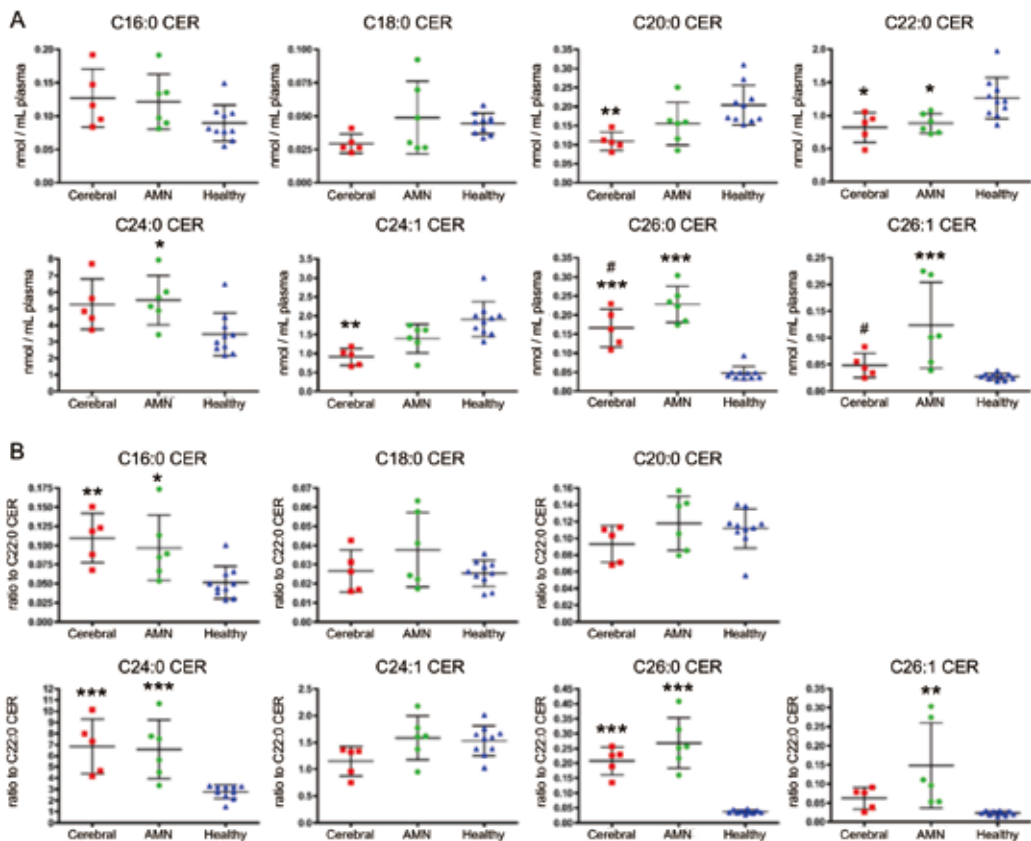 A
C16:0 CER
C18:0 CER
C20:0 CER
C22:0 CER
nmol / mL plasma
0.20
0.15
0.10
0.05
0.00
Cerebral AMN Healthy
nmol / mL plasma
0.100
0.075
0.050
0.025
0.000
Cerebral AMN Healthy
nmol / mL plasma
0.35
0.30
0.25
0.20
0.15
0.10
0.05
0.00
**
Cerebral AMN Healthy
nmol / mL plasma
2.0
1.5
1.0
0.5
0.0
* *
Cerebral AMN Healthy
C24:0 CER
C24:1 CER
C26:0 CER
C26:1 CER
nmol / mL plasma
8
7
6
5
4
3
2
1
0
*
Cerebral AMN Healthy
nmol / mL plasma
3.5
3.0
2.5
2.0
1.5
1.0
0.5
0.0
**
Cerebral AMN Healthy
nmol / mL plasma
0.35
0.30
0.25
0.20
0.15
0.10
0.05
0.00
#
*** ***
Cerebral AMN Healthy
nmol / mL plasma
0.25
0.20
0.15
0.10
0.05
0.00
# ***
Cerebral AMN Healthy
B
C16:0 CER
C18:0 CER
C20:0 CER
ratio to C22:0 CER
0.175
0.150
0.125
0.100
0.075
0.050
0.025
0.000
** *
Cerebral AMN Healthy
ratio to C22:0 CER
0.07
0.06
0.05
0.04
0.03
0.02
0.01
0.00
Cerebral AMN Healthy
ratio to C22:0 CER
0.16
0.14
0.12
0.10
0.08
0.06
0.04
0.02
0.00
Cerebral AMN Healthy
C24:0 CER
C24:1 CER
C26:0 CER
C26:1 CER
ratio to C22:0 CER
12
11
10
9
8
7
6
5
4
3
2
1
0
*** ***
Cerebral AMN Healthy
ratio to C22:0 CER
2.5
2.0
1.5
1.0
0.5
0.0
Cerebral AMN Healthy
ratio to C22:0 CER
0.45
0.40
0.35
0.30
0.25
0.20
0.15
0.10
0.05
0.00
*** ***
Cerebral AMN Healthy
ratio to C22:0 CER
0.35
0.30
0.25
0.20
0.15
0.10
0.05
0.00
**
Cerebral AMN Healthy